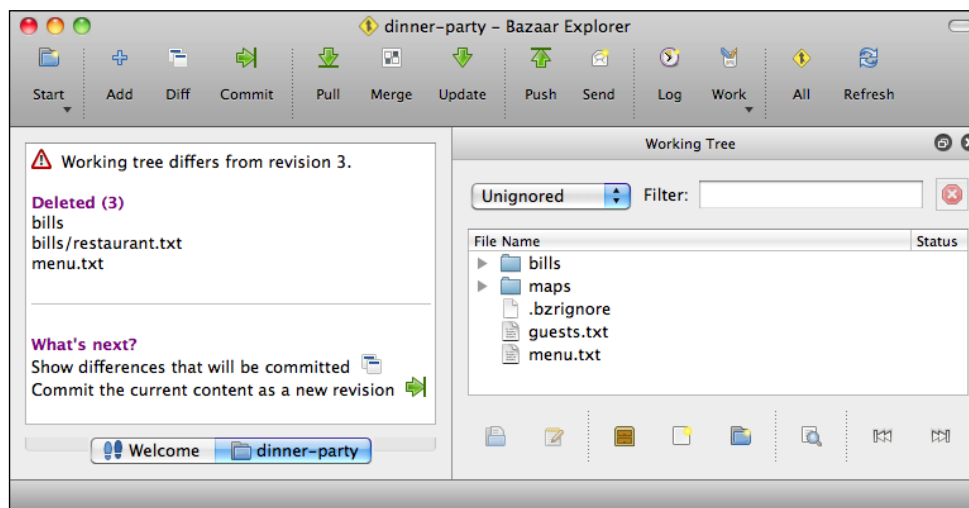 dinner-party – Bazaar Explorer
Start Add Diff Commit Pull Merge Update Push Send Log Work All Refresh
Working tree differs from revision 3.
Deleted (3)
bills
bills/restaurant.txt
menu.txt
What's next?
Show differences that will be committed
Commit the current content as a new revision
Welcome dinner-party
Working Tree
Unignored Filter:
File Name Status
bills
maps
.bzrignore
guests.txt
menu.txt